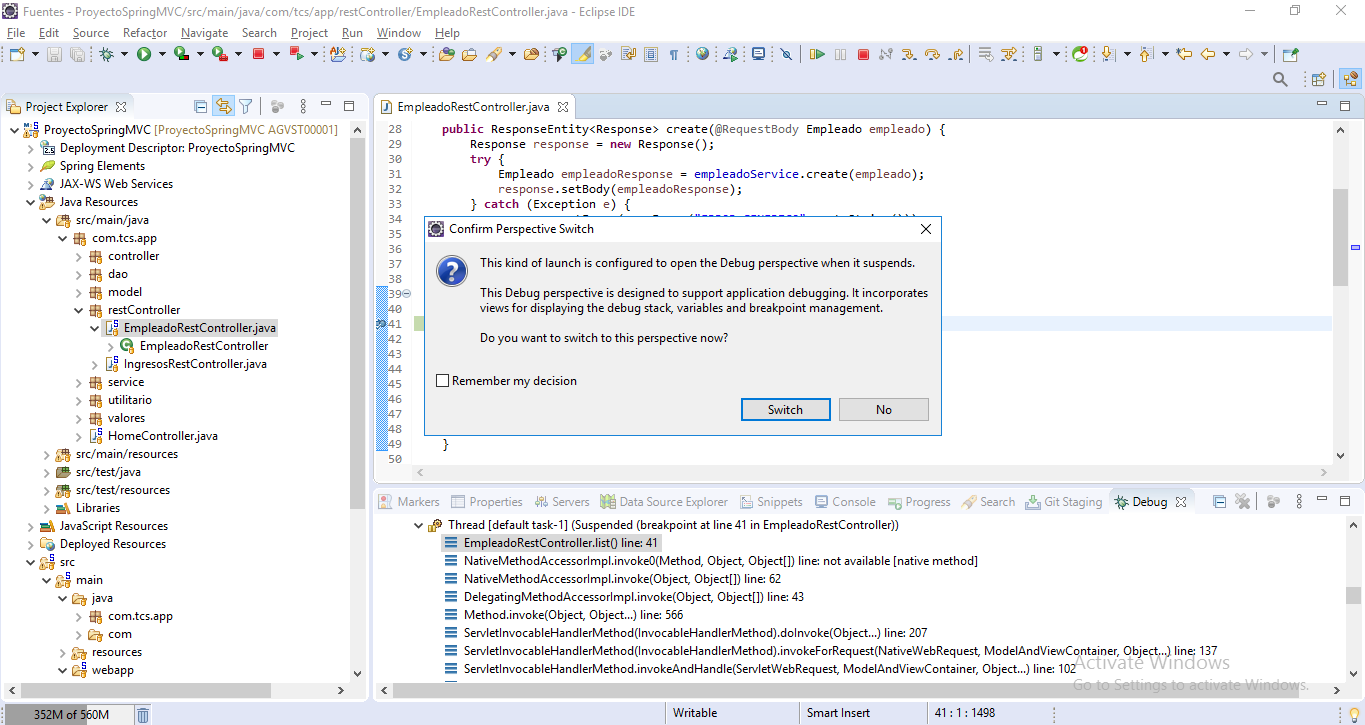 Fuentes - ProyectoSpringMVC/src/main/java/com/tcs/app/restController/EmpleadoRestController.java - Eclipse IDE
File Edit Source Refactor Navigate Search Project Run Window Help
Project Explorer
ProyectoSpringMVC [ProyectoSpringMVC AGVST00001]
Deployment Descriptor: ProyectoSpringMVC
Spring Elements
JAX-WS Web Services
Java Resources
src/main/java
com.tcs.app
controller
dao
model
restController
EmpleadoRestController.java
EmpleadoRestController
IngresosRestController.java
service
utilitario
valores
HomeController.java
src/main/resources
src/test/java
src/test/resources
Libraries
JavaScript Resources
Deployed Resources
src
main
java
com.tcs.app
com
resources
webapp
EmpleadoRestController.java
28 public ResponseEntity<Response> create(@RequestBody Empleado empleado) {
29 Response response = new Response();
30 try {
31 Empleado empleadoResponse = empleadoService.create(empleado);
32 response.setBody(empleadoResponse);
33 } catch (Exception e) {
34
35
36
37
38
39
40
41
42
43
44
45
46
47
48
49 }
50
Confirm Perspective Switch
This kind of launch is configured to open the Debug perspective when it suspends.
This Debug perspective is designed to support application debugging. It incorporates
views for displaying the debug stack, variables and breakpoint management.
Do you want to switch to this perspective now?
Remember my decision
Switch No
Markers Properties Servers Data Source Explorer Snippets Console Progress Search Git Staging Debug
Thread [default task-1] (Suspended (breakpoint at line 41 in EmpleadoRestController))
EmpleadoRestController.list() line: 41
NativeMethodAccessorImpl.invoke0(Method, Object, Object[]) line: not available [native method]
NativeMethodAccessorImpl.invoke(Object, Object[]) line: 62
DelegatingMethodAccessorImpl.invoke(Object, Object[]) line: 43
Method.invoke(Object, Object...) line: 566
ServletInvocableHandlerMethod(InvocableHandlerMethod).doInvoke(Object...) line: 207
ServletInvocableHandlerMethod(InvocableHandlerMethod).invokeForRequest(NativeWebRequest, ModelAndViewContainer, Object...) line: 137
ServletInvocableHandlerMethod.invokeAndHandle(ServletWebRequest, ModelAndViewContainer, Object...) line: 102
Activate Windows
Go to Settings to activate Windows.
352M of 560M
Writable
Smart Insert
41 : 1 : 1498